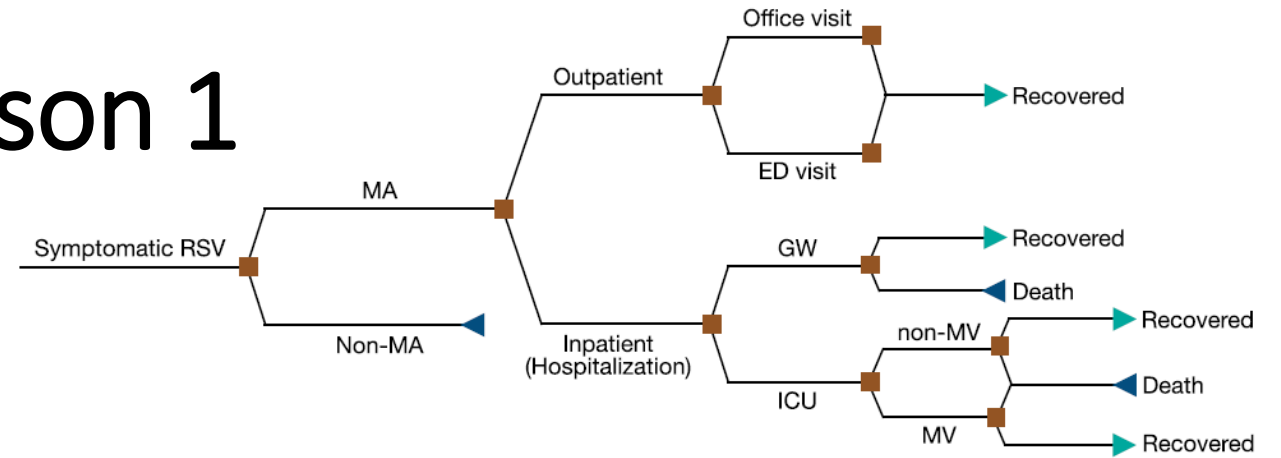 son 1
Symptomatic RSV
MA
Non-MA
Outpatient
Inpatient
(Hospitalization)
Office visit
ED visit
Recovered
GW
ICU
Recovered
Death
non-MV
MV
Recovered
Death
Recovered